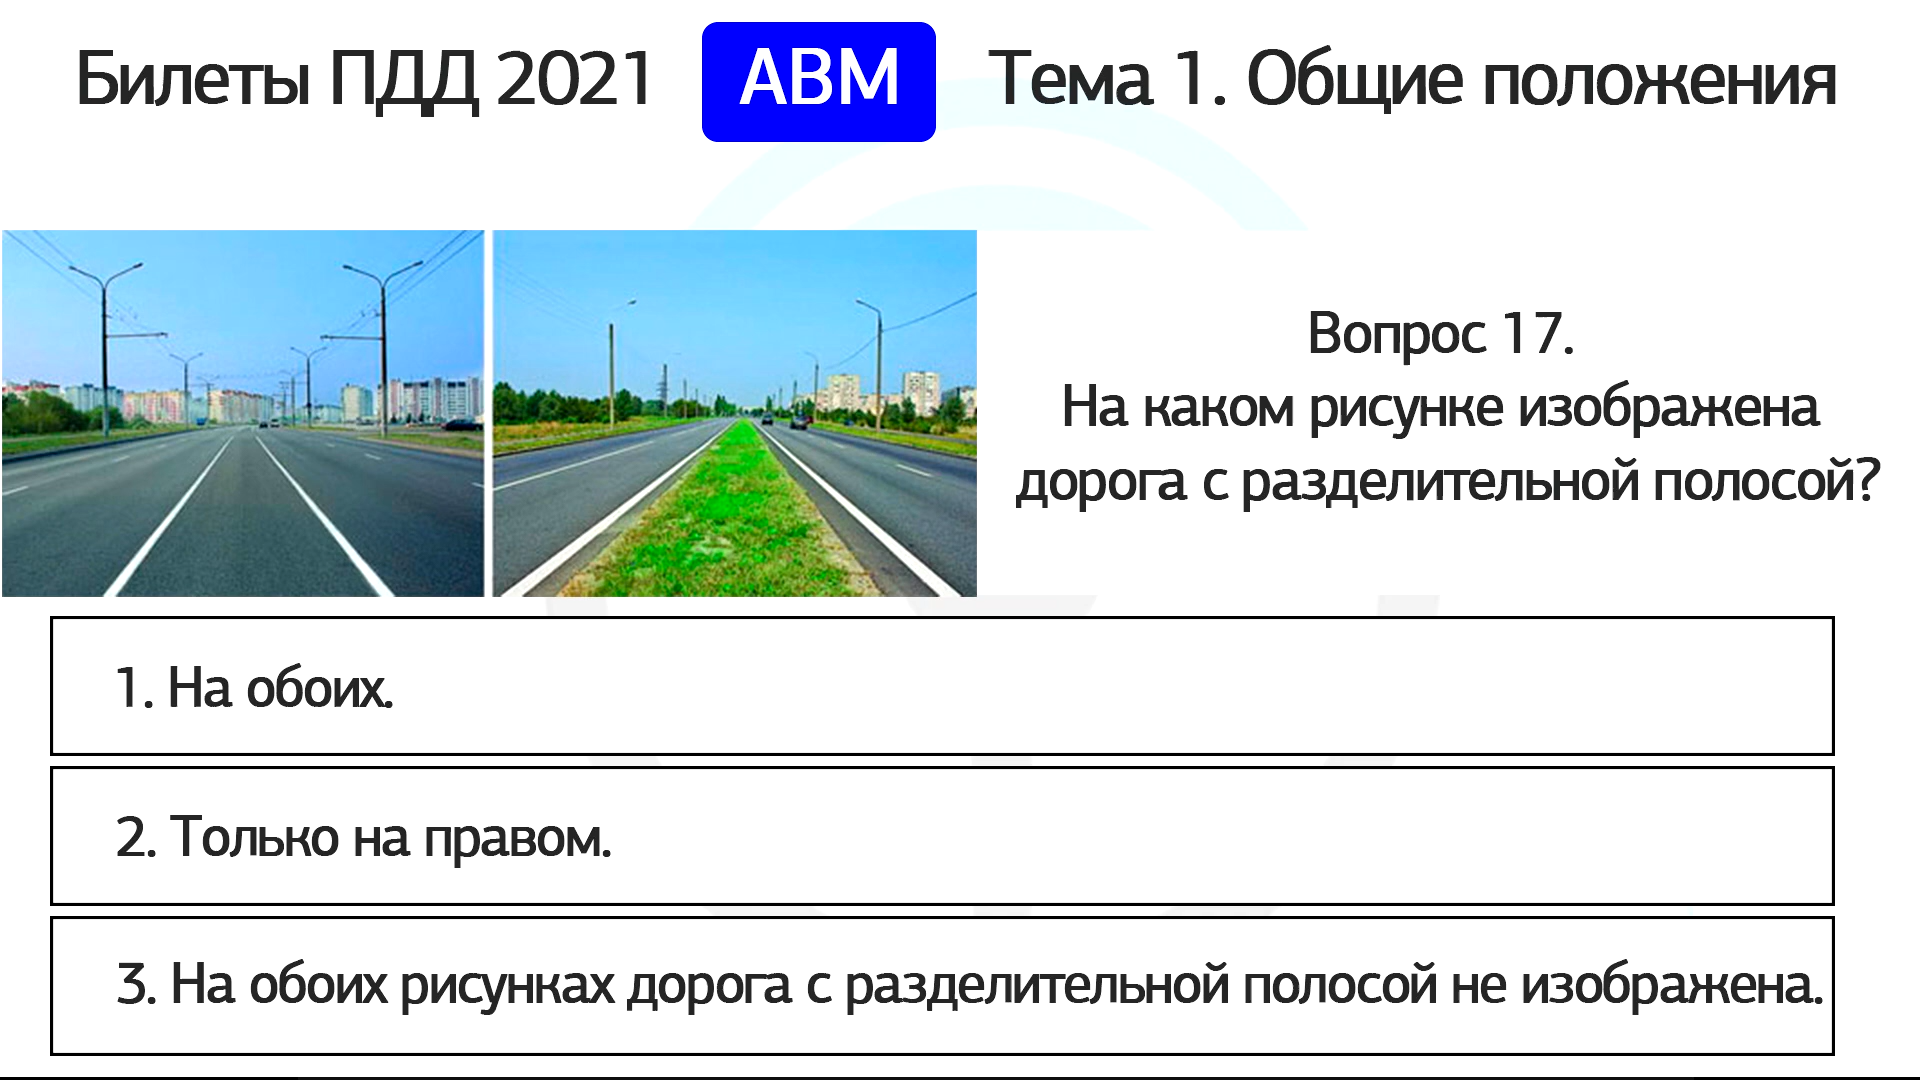 Билеты ПДД 2021 АВМ Тема 1. Общие положения
Вопрос 17.
На каком рисунке изображена
дорога с разделительной полосой?
1. На обоих.
2. Только на правом.
3. На обоих рисунках дорога с разделительной полосой не изображена.